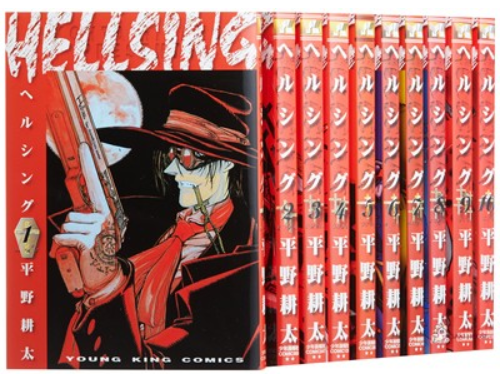 HELLSING
ヘルシング
1
平野耕太
YOUNG KING COMICS
ヘルシング 2 平野耕太
ヘルシング 3 平野耕太
ヘルシング 4 平野耕太
ヘルシング 5 平野耕太
ヘルシング 6 平野耕太
ヘルシング 7 平野耕太
ヘルシング 8 平野耕太
ヘルシング 9 平野耕太
ヘルシング 10 平野耕太